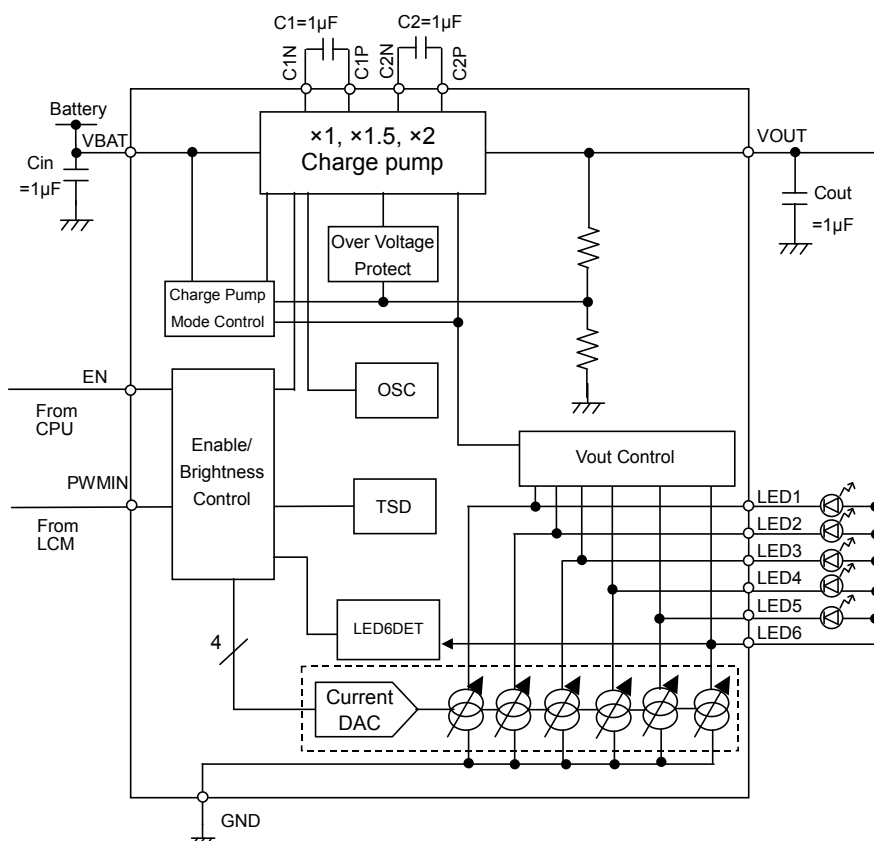 C1=1µF
C2=1µF
C1N
C1P
C2N
C2P
Battery
VBAT
×1, ×1.5, ×2
Charge pump
VOUT
Cin
=1µF
Cout
=1µF
Over Voltage
Protect
Charge Pump
Mode Control
EN
From
CPU
OSC
Enable/
Brightness
Control
Vout Control
PWMIN
From
LCM
TSD
LED1
LED2
LED3
LED4
LED5
LED6
LED6DET
4
Current
DAC
GND